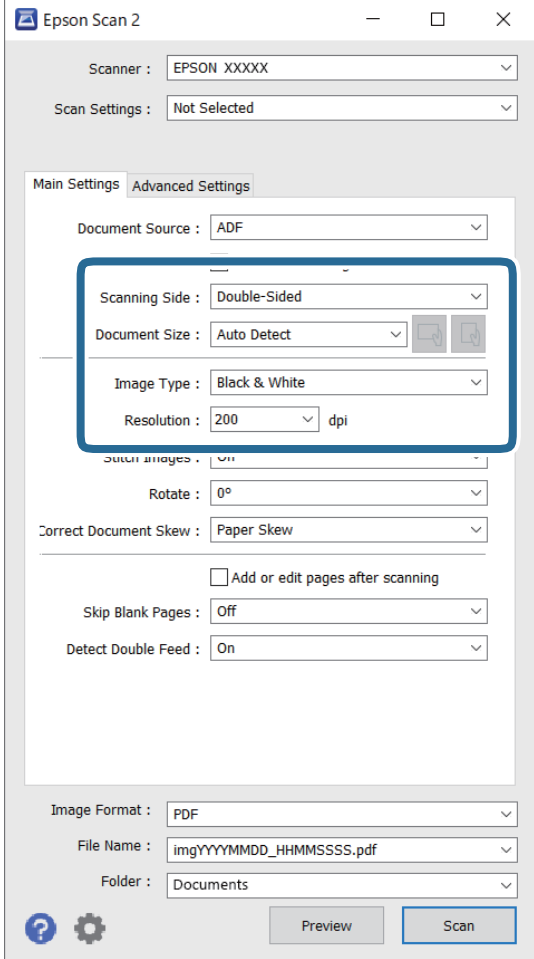 Epson Scan 2
Scanner : EPSON XXXXX
Scan Settings : Not Selected
Main Settings Advanced Settings
Document Source : ADF
Scanning Side : Double-Sided
Document Size : Auto Detect
Image Type : Black & White
Resolution : 200 dpi
Stitch Images :
Rotate : 0°
Correct Document Skew : Paper Skew
Add or edit pages after scanning
Skip Blank Pages : Off
Detect Double Feed : On
Image Format : PDF
File Name : imgYYYYMMDD_HHMMSSSS.pdf
Folder : Documents
? Preview Scan